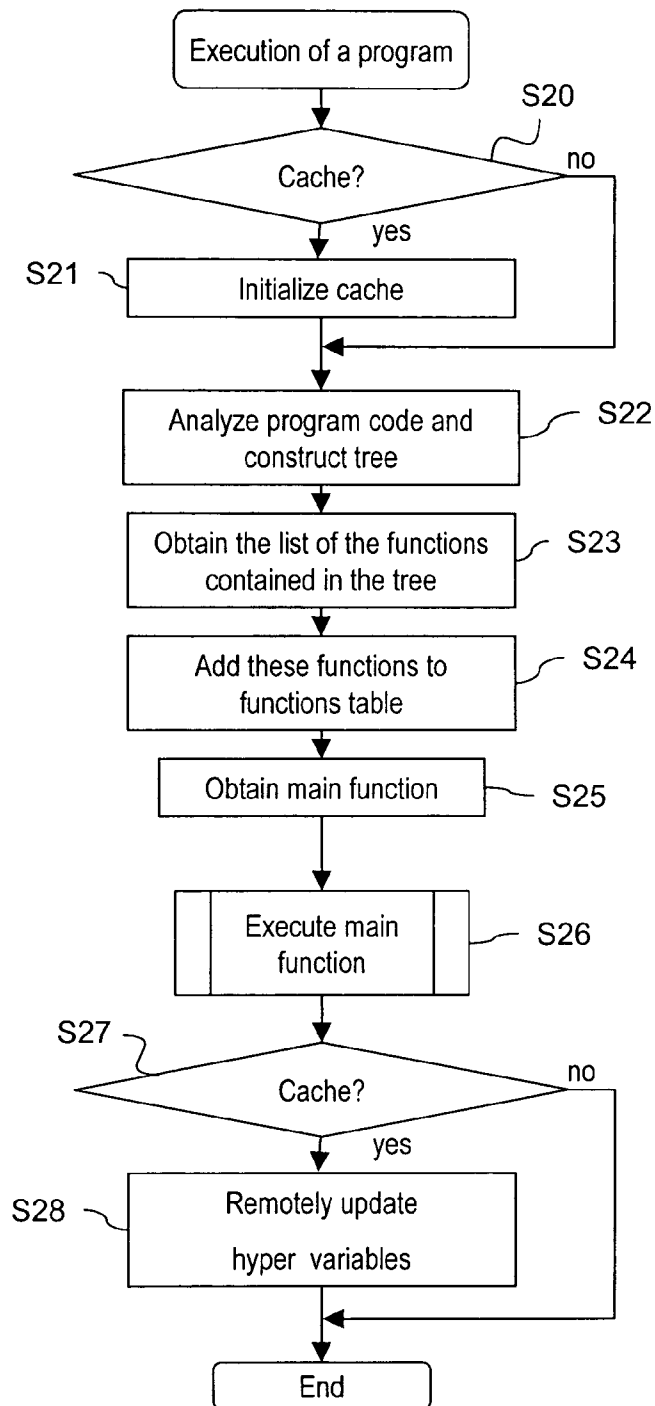 Execution of a program
S20
Cache?
no
yes
S21
Initialize cache
Analyze program code and
construct tree
S22
Obtain the list of the functions
contained in the tree
S23
Add these functions to
functions table
S24
Obtain main function
S25
Execute main
function
S26
S27
Cache?
no
yes
S28
Remotely update
hyper variables
End